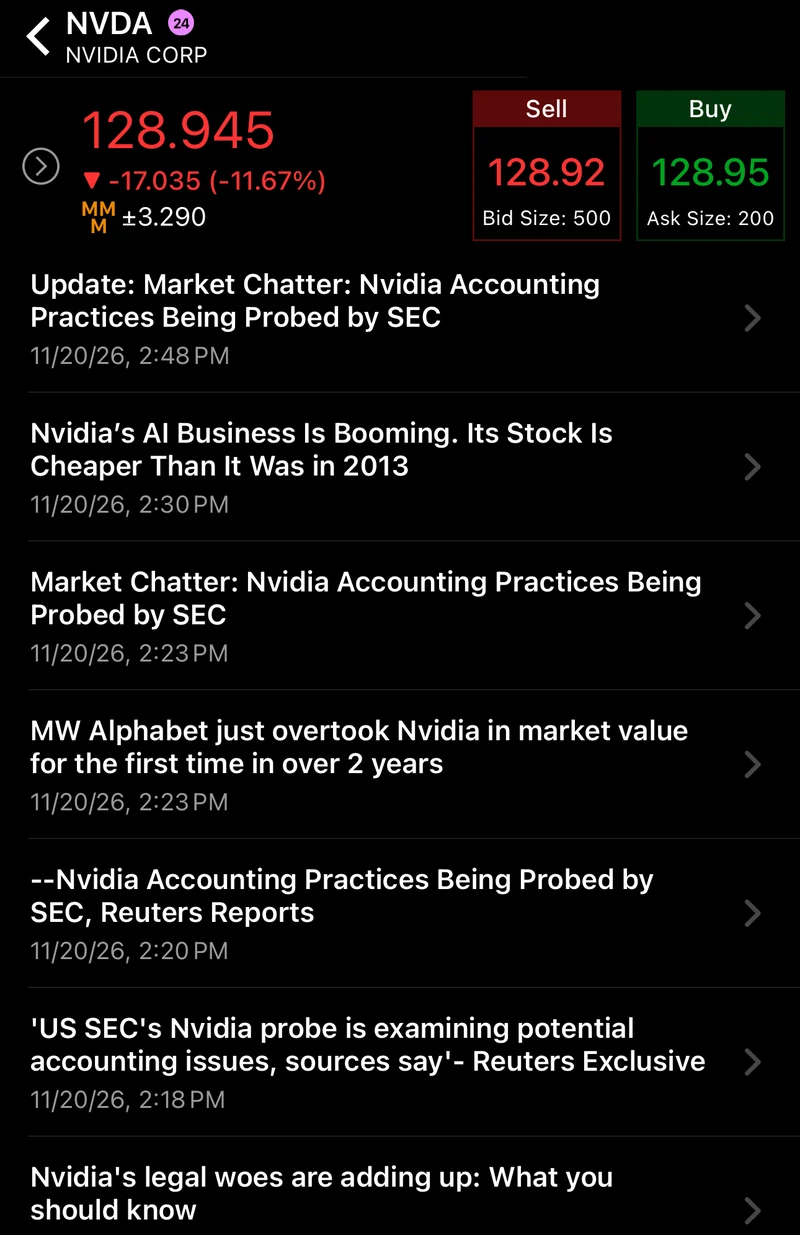 NVDA 24
NVIDIA CORP
128.945
▼ -17.035 (-11.67%)
MM
M ±3.290
Sell
128.92
Bid Size: 500
Buy
128.95
Ask Size: 200
Update: Market Chatter: Nvidia Accounting
Practices Being Probed by SEC
11/20/26, 2:48 PM
Nvidia’s AI Business Is Booming. Its Stock Is
Cheaper Than It Was in 2013
11/20/26, 2:30 PM
Market Chatter: Nvidia Accounting Practices Being
Probed by SEC
11/20/26, 2:23 PM
MW Alphabet just overtook Nvidia in market value
for the first time in over 2 years
11/20/26, 2:23 PM
--Nvidia Accounting Practices Being Probed by
SEC, Reuters Reports
11/20/26, 2:20 PM
'US SEC's Nvidia probe is examining potential
accounting issues, sources say'- Reuters Exclusive
11/20/26, 2:18 PM
Nvidia's legal woes are adding up: What you
should know